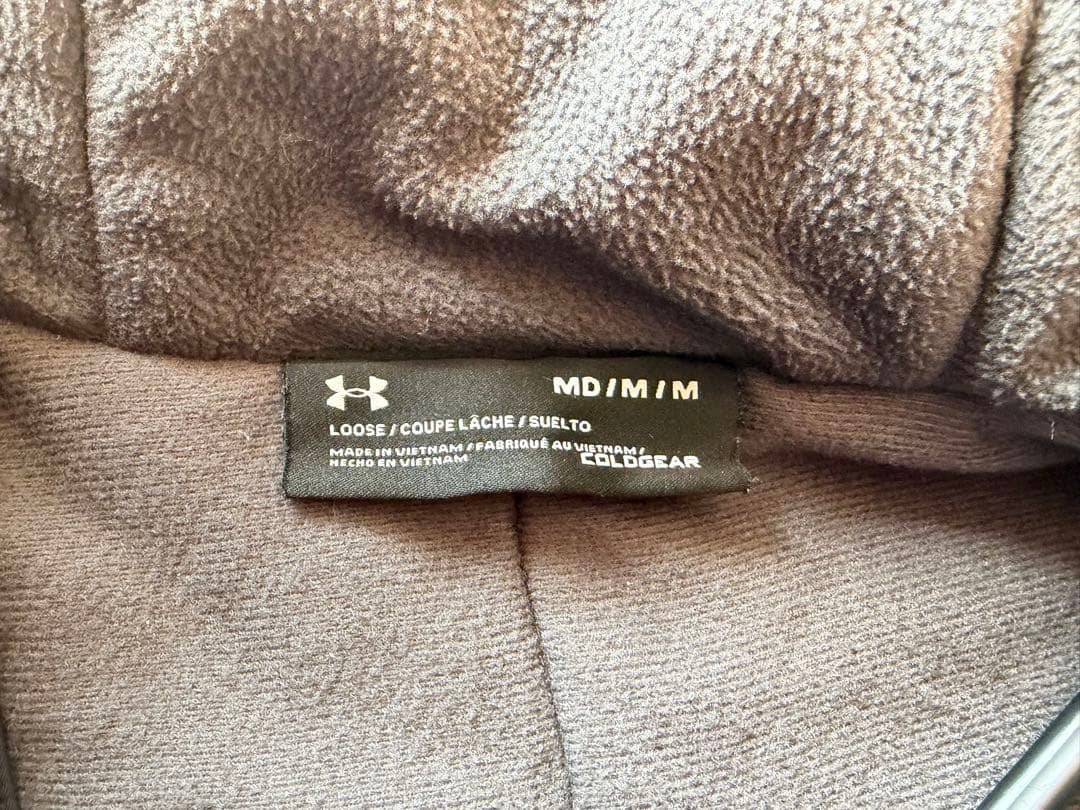 MD/M/M
LOOSE / COUPE LÂCHE / SUELTO
MADE IN VIETNAM / FABRIQUÉ AU VIETNAM /
HECHO EN VIETNAM
COLDGEAR